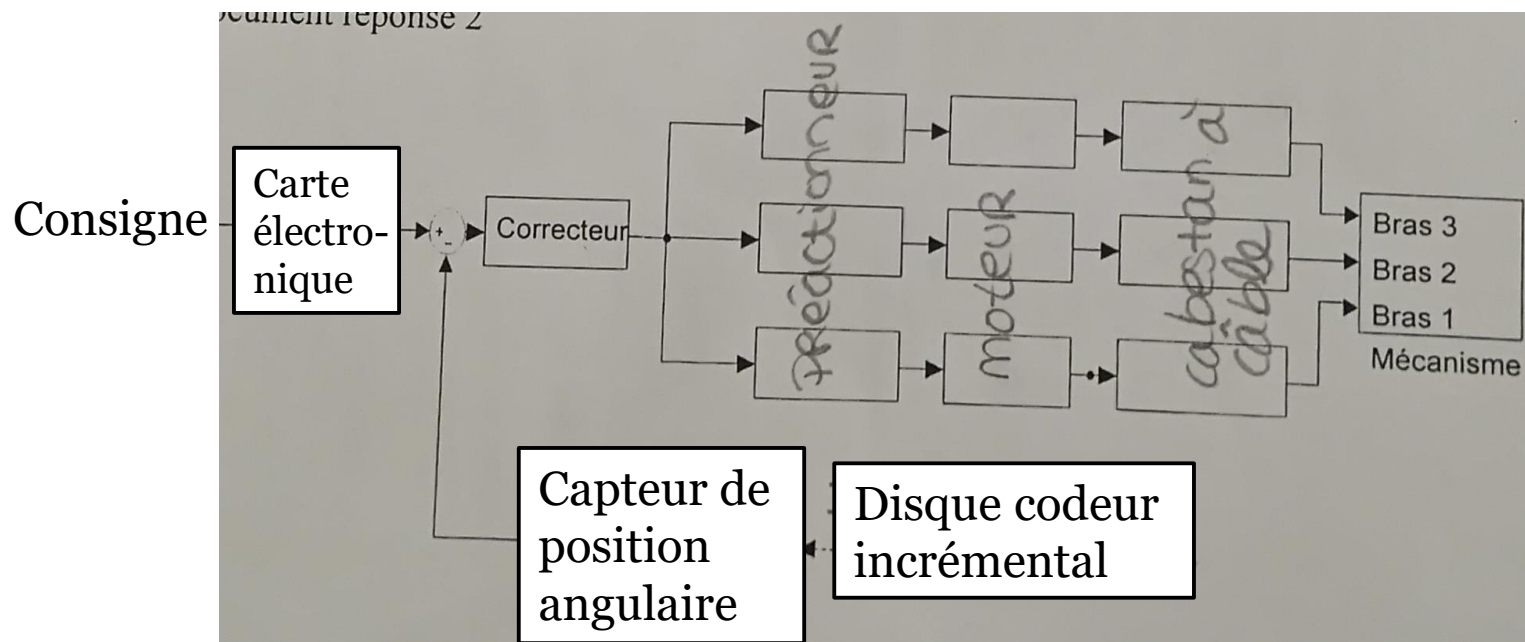 ocument réponse 2
Consigne
Carte
électro-
nique
+
-
Correcteur
PRéactionneuR
moteuR
cabestan à
câble
Bras 3
Bras 2
Bras 1
Mécanisme
Capteur de
position
angulaire
Disque codeur
incrémental